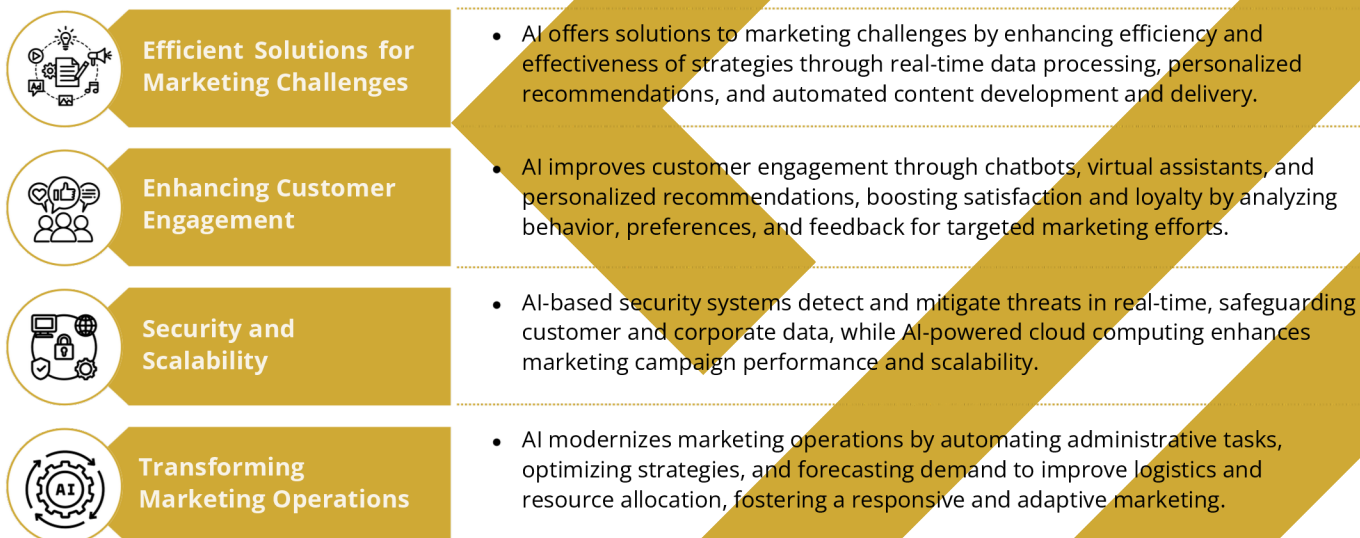 Efficient Solutions for
Marketing Challenges
• AI offers solutions to marketing challenges by enhancing efficiency and
effectiveness of strategies through real-time data processing, personalized
recommendations, and automated content development and delivery.
Enhancing Customer
Engagement
• AI improves customer engagement through chatbots, virtual assistants, and
personalized recommendations, boosting satisfaction and loyalty by analyzing
behavior, preferences, and feedback for targeted marketing efforts.
Security and
Scalability
• AI-based security systems detect and mitigate threats in real-time, safeguarding
customer and corporate data, while AI-powered cloud computing enhances
marketing campaign performance and scalability.
AI
Transforming
Marketing Operations
• AI modernizes marketing operations by automating administrative tasks,
optimizing strategies, and forecasting demand to improve logistics and
resource allocation, fostering a responsive and adaptive marketing.